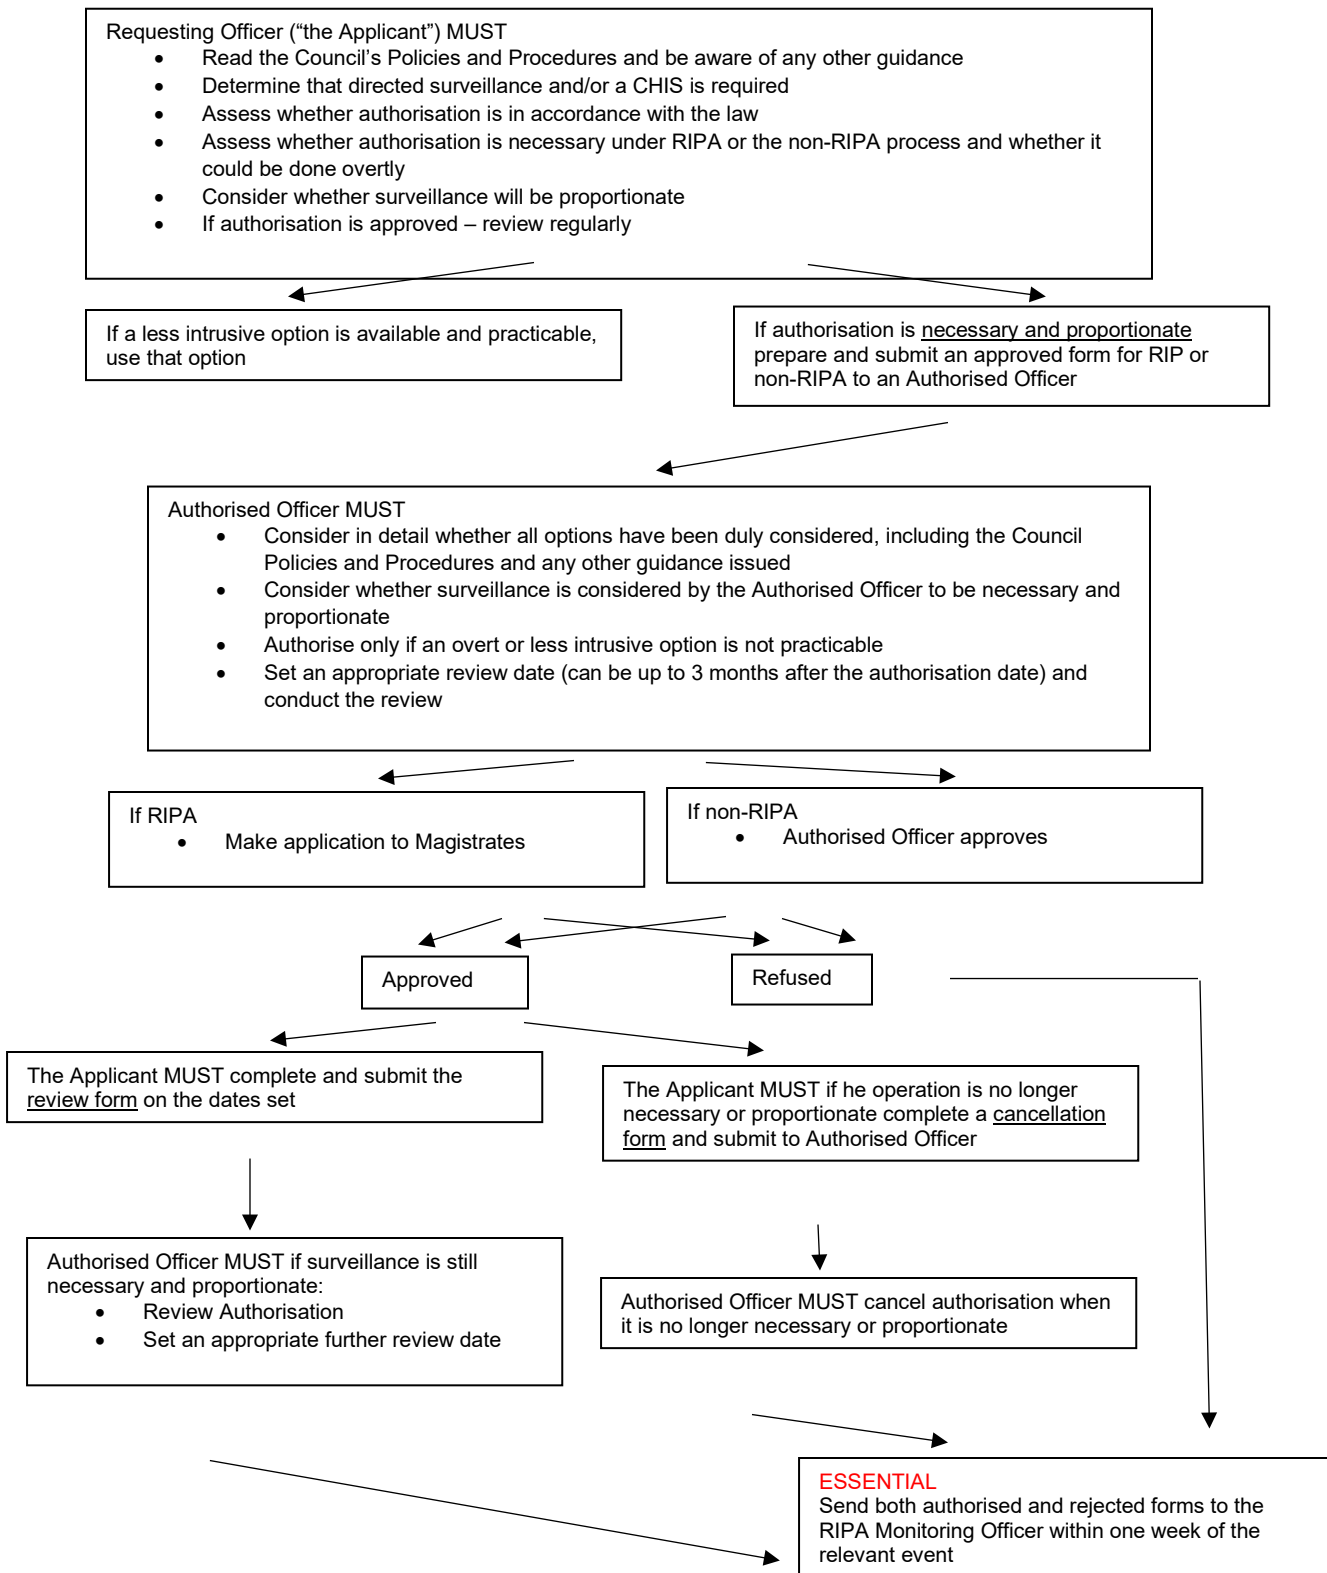 Requesting Officer (“the Applicant”) MUST
• Read the Council’s Policies and Procedures and be aware of any other guidance
• Determine that directed surveillance and/or a CHIS is required
• Assess whether authorisation is in accordance with the law
• Assess whether authorisation is necessary under RIPA or the non-RIPA process and whether it
could be done overtly
• Consider whether surveillance will be proportionate
• If authorisation is approved – review regularly
If a less intrusive option is available and practicable,
use that option
If authorisation is necessary and proportionate
prepare and submit an approved form for RIP or
non-RIPA to an Authorised Officer
Authorised Officer MUST
• Consider in detail whether all options have been duly considered, including the Council
Policies and Procedures and any other guidance issued
• Consider whether surveillance is considered by the Authorised Officer to be necessary and
proportionate
• Authorise only if an overt or less intrusive option is not practicable
• Set an appropriate review date (can be up to 3 months after the authorisation date) and
conduct the review
If RIPA
• Make application to Magistrates
If non-RIPA
• Authorised Officer approves
Approved
Refused
The Applicant MUST complete and submit the
review form on the dates set
The Applicant MUST if he operation is no longer
necessary or proportionate complete a cancellation
form and submit to Authorised Officer
Authorised Officer MUST if surveillance is still
necessary and proportionate:
• Review Authorisation
• Set an appropriate further review date
Authorised Officer MUST cancel authorisation when
it is no longer necessary or proportionate
ESSENTIAL
Send both authorised and rejected forms to the
RIPA Monitoring Officer within one week of the
relevant event